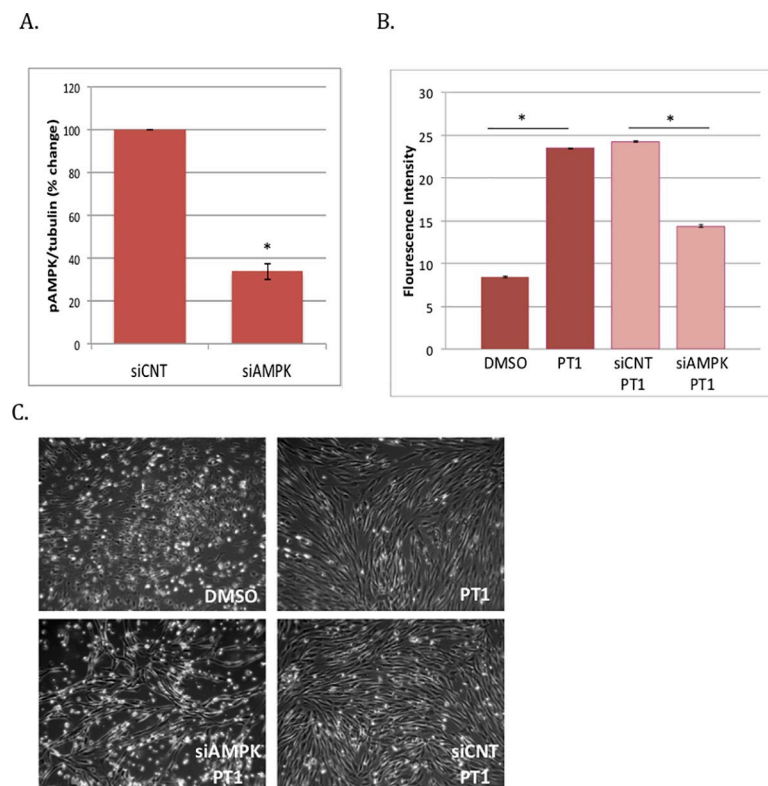 A.
B.
120
100
80
60
40
20
0
pAMPK/tubulin (% change)
*
siCNT
siAMPK
30
25
20
15
10
5
0
Flourescence Intensity
*
*
DMSO
PT1
siCNT
PT1
siAMPK
PT1
C.
DMSO
PT1
siAMPK
PT1
siCNT
PT1